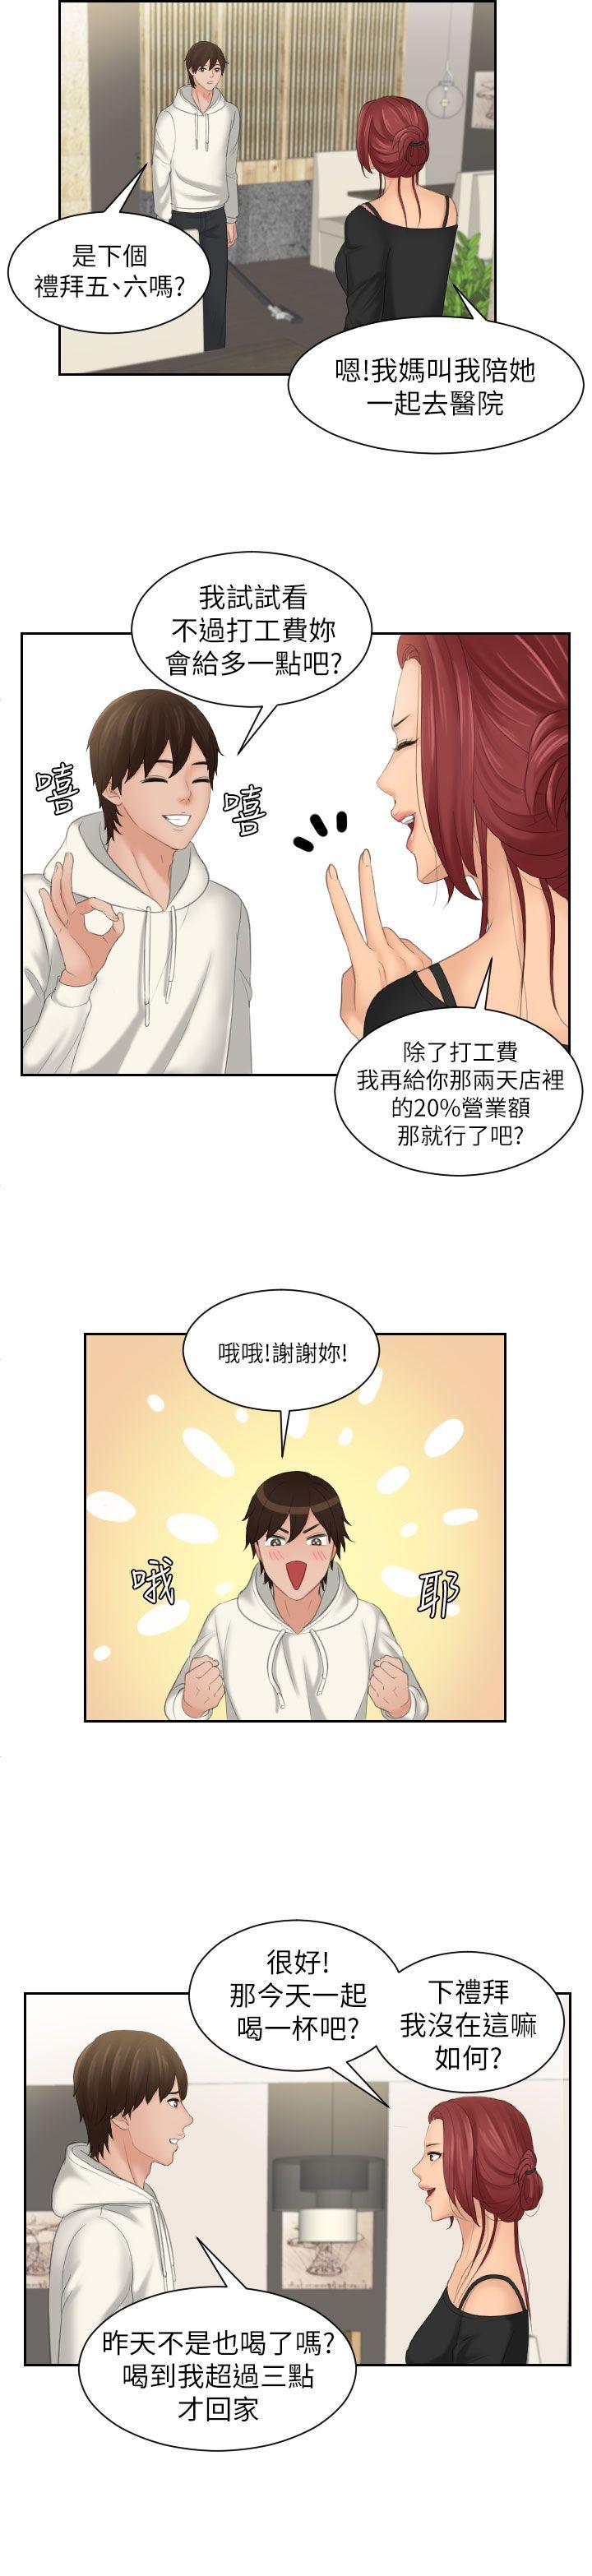 是下個
禮拜五、六嗎?
嗯!我媽叫我陪她
一起去醫院
我試試看
不過打工費妳
會給多一點吧?
嘻
嘻
除了打工費
我再給你那兩天店裡
的20%營業額
那就行了吧?
哦哦!謝謝妳!
哦
耶
很好!
那今天一起
喝一杯吧?
下禮拜
我沒在這嘛
如何?
昨天不是也喝了嗎?
喝到我超過三點
才回家